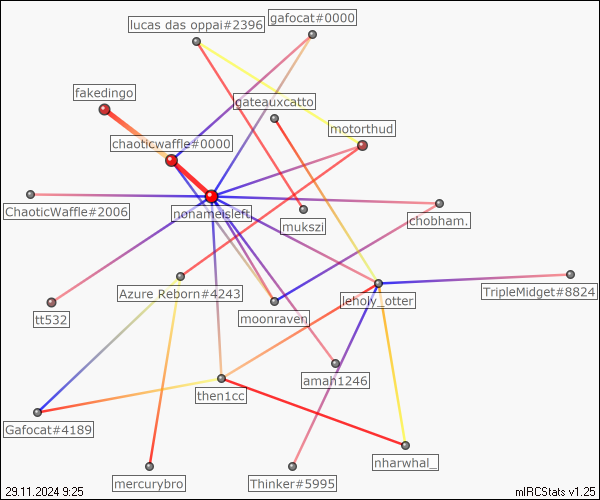 gafocat#0000
lucas das oppai#2396
fakedingo
gateauxcatto
motorthud
chaoticwaffle#0000
ChaoticWaffle#2006
nonameisleft
mukszi
chobham.
Azure Reborn#4243
leholy_otter
TripleMidget#8824
tt532
moonraven
amah1246
then1cc
Gafocat#4189
nharwhal_
mercurybro
Thinker#5995
29.11.2024 9:25
mIRCStats v1.25